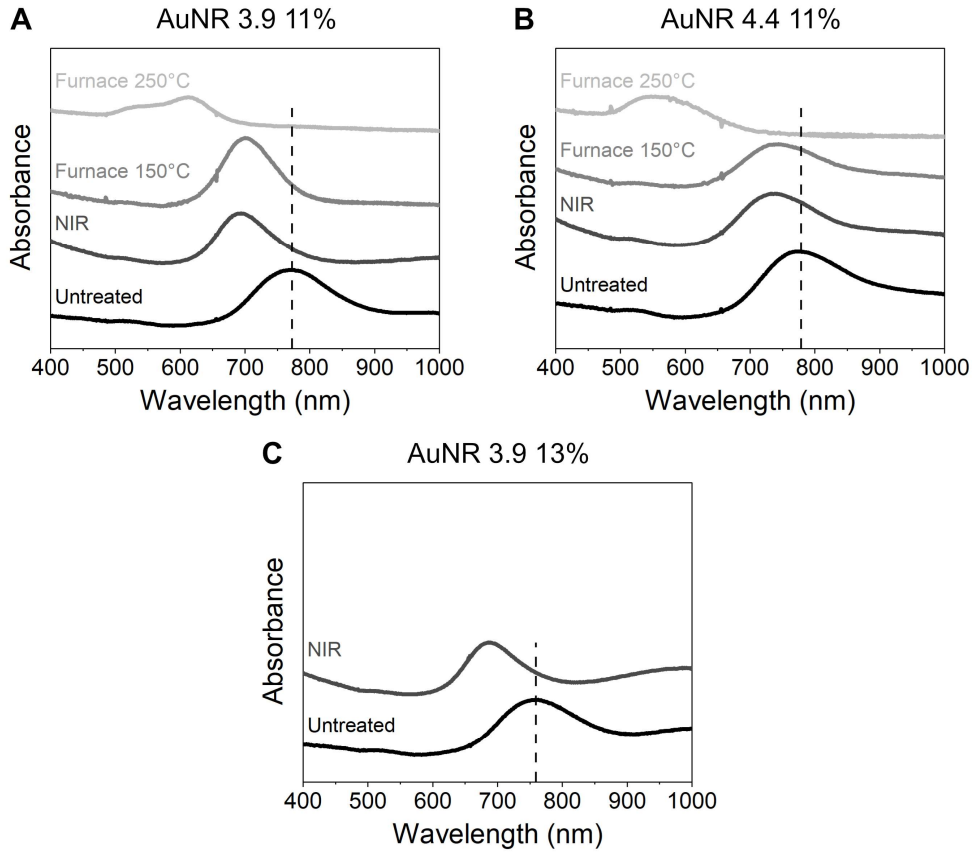 A
AuNR 3.9 11%
Absorbance
Furnace 250°C
Furnace 150°C
NIR
Untreated
400 500 600 700 800 900 1000
Wavelength (nm)
B
AuNR 4.4 11%
Absorbance
Furnace 250°C
Furnace 150°C
NIR
Untreated
400 500 600 700 800 900 1000
Wavelength (nm)
C
AuNR 3.9 13%
Absorbance
NIR
Untreated
400 500 600 700 800 900 1000
Wavelength (nm)